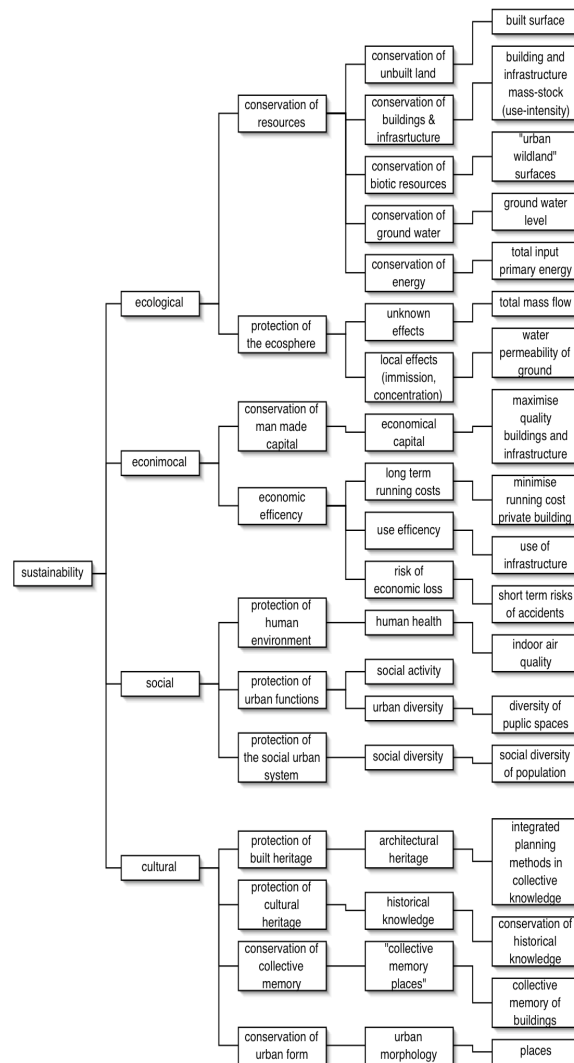 sustainability
ecological
conservation of
resources
conservation of
unbuilt land
built surface
conservation of
buildings &
infrasrtucture
building and
infrastructure
mass-stock
(use-intensity)
conservation of
biotic resources
"urban
wildland"
surfaces
conservation of
ground water
ground water
level
conservation of
energy
total input
primary energy
protection of
the ecosphere
unknown
effects
total mass flow
local effects
(immission,
concentration)
water
permeability of
ground
econimocal
conservation of
man made
capital
economical
capital
maximise
quality
buildings and
infrastructure
economic
efficency
long term
running costs
minimise
running cost
private building
use efficency
use of
infrastructure
risk of
economic loss
short term risks
of accidents
social
protection of
human
environment
human health
indoor air
quality
protection of
urban functions
social activity
urban diversity
diversity of
puplic spaces
protection of
the social urban
system
social diversity
social diversity
of population
cultural
protection of
built heritage
architectural
heritage
integrated
planning
methods in
collective
knowledge
protection of
cultural
heritage
historical
knowledge
conservation of
historical
knowledge
conservation of
collective
memory
"collective
memory
places"
collective
memory of
buildings
conservation of
urban form
urban
morphology
places